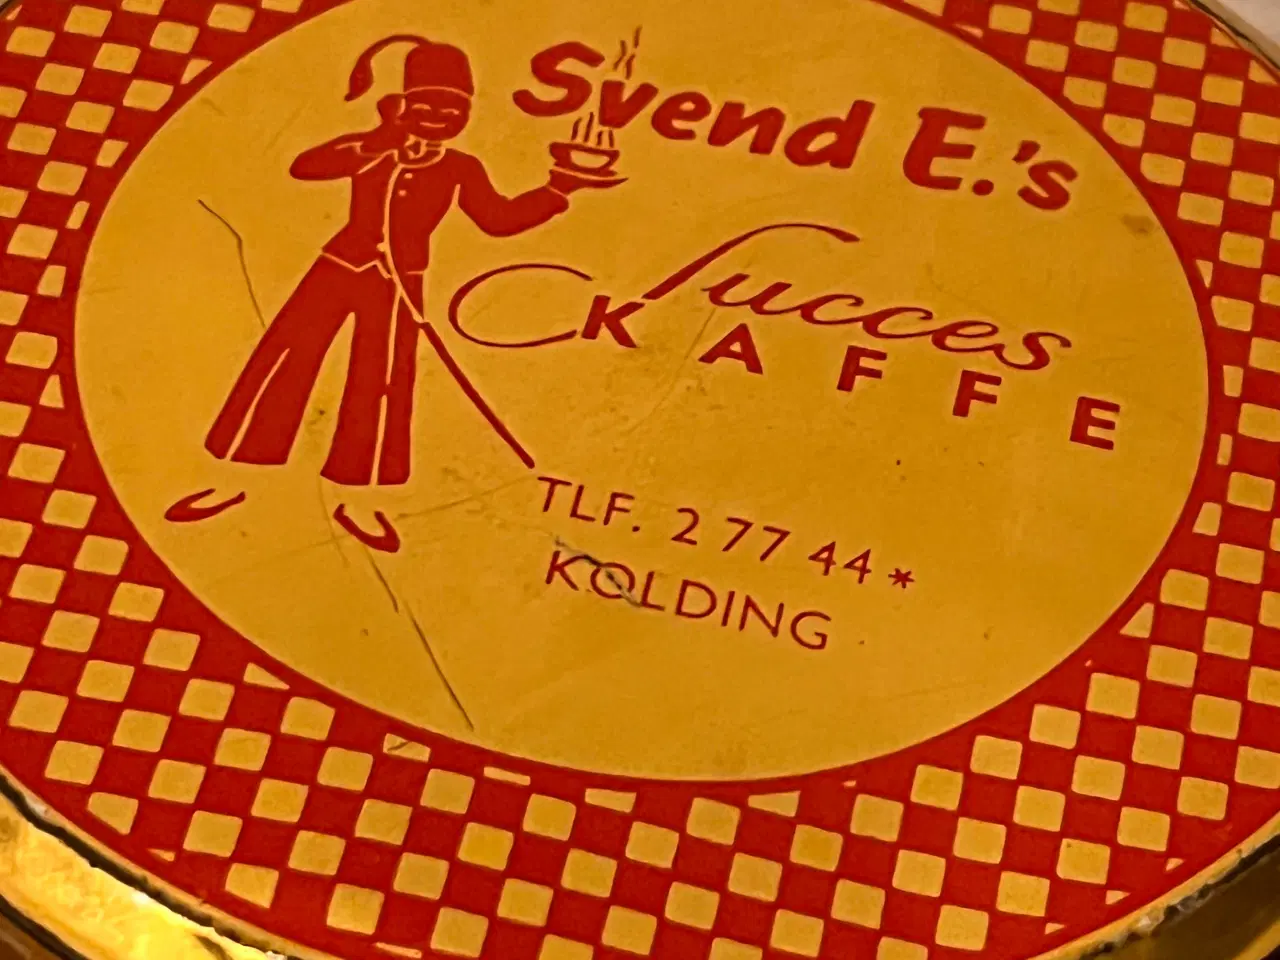 Svend E.'s
Succes
KAFFE
TLF. 2 77 44 *
KOLDING